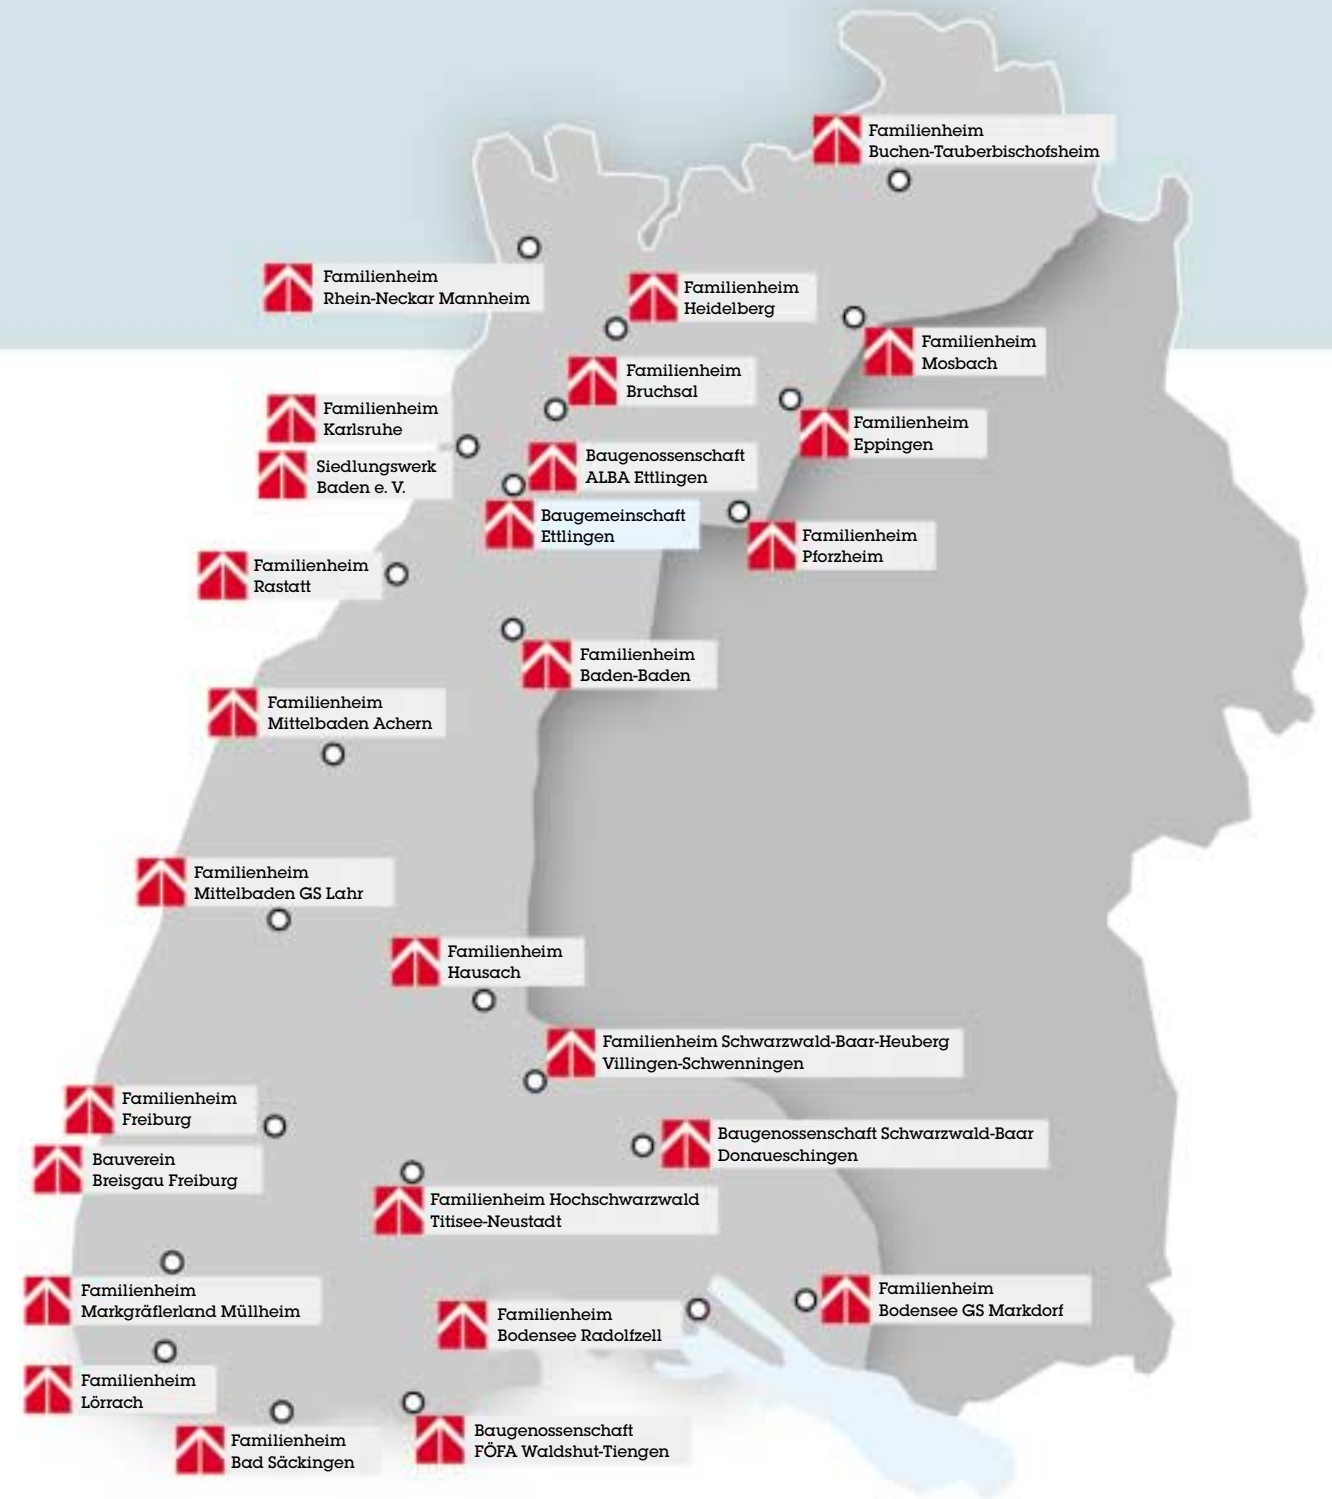 Familienheim
Buchen-Tauberbischofsheim
Familienheim
Rhein-Neckar Mannheim
Familienheim
Heidelberg
Familienheim
Mosbach
Familienheim
Bruchsal
Familienheim
Karlsruhe
Familienheim
Eppingen
Siedlungswerk
Baden e. V.
Baugenossenschaft
ALBA Ettlingen
Baugemeinschaft
Ettlingen
Familienheim
Pforzheim
Familienheim
Rastatt
Familienheim
Baden-Baden
Familienheim
Mittelbaden Achern
Familienheim
Mittelbaden GS Lahr
Familienheim
Hausach
Familienheim Schwarzwald-Baar-Heuberg
Villingen-Schwenningen
Familienheim
Freiburg
Baugenossenschaft Schwarzwald-Baar
Donaueschingen
Bauverein
Breisgau Freiburg
Familienheim Hochschwarzwald
Titisee-Neustadt
Familienheim
Markgräflerland Müllheim
Familienheim
Bodensee GS Markdorf
Familienheim
Bodensee Radolfzell
Familienheim
Lörrach
Familienheim
Bad Säckingen
Baugenossenschaft
FÖFA Waldshut-Tiengen